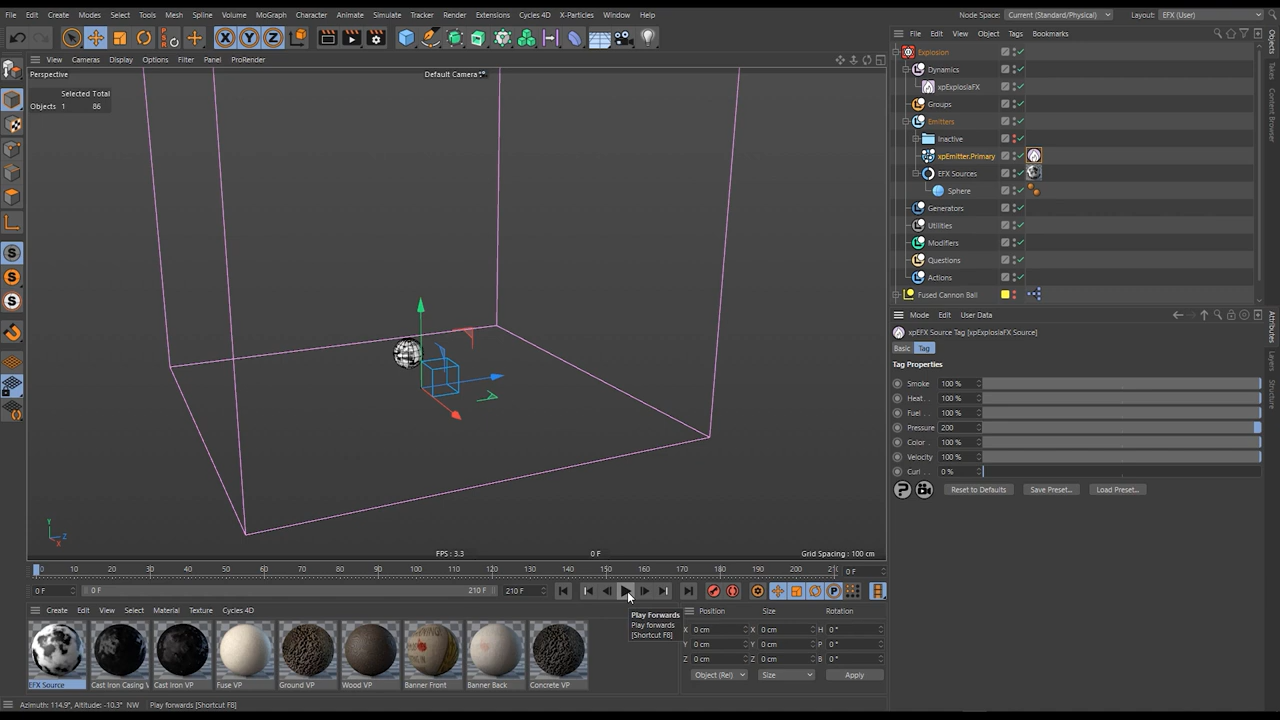 File Edit Create Modes Select Tools Mesh Spline Volume MoGraph Character Animate Simulate Tracker Render Extensions Cycles 4D X-Particles Window Help
Node Space: Current (Standard/Physical) Layout: EFX (User)
X Y Z
File Edit View Object Tags Bookmarks
View Cameras Display Options Filter Panel ProRender
Perspective
Default Camera
Selected Total
Objects 1 86
Explosion
Dynamics
xpExplosiaFX
Groups
Emitters
Inactive
xpEmitter.Primary
EFX Sources
Sphere
Generators
Utilities
Modifiers
Questions
Actions
Fused Cannon Ball
Objects
Takes
Content Browser
Attributes
Layers
Structure
Mode Edit User Data
xpEFX Source Tag [xpExplosiaFX Source]
Basic Tag
Tag Properties
Smoke 100 %
Heat . . 100 %
Fuel . . 100 %
Pressure 200
Color . . 100 %
Velocity 100 %
Curl . . 0 %
Reset to Defaults Save Preset... Load Preset...
Y
Z
X
FPS : 3.3
0 F
Grid Spacing : 100 cm
0 10 20 30 40 50 60 70 80 90 100 110 120 130 140 150 160 170 180 190 200 0 F
0 F 0 F 210 F 210 F
Play Forwards
Play forwards
[Shortcut F8]
Create Edit View Select Material Texture Cycles 4D
EFX Source Cast Iron Casing V Cast Iron VP Fuse VP Ground VP Wood VP Banner Front Banner Back Concrete VP
Position Size Rotation
X 0 cm X 0 cm H 0 °
Y 0 cm Y 0 cm P 0 °
Z 0 cm Z 0 cm B 0 °
Object (Rel) Size Apply
Azimuth: 114.9°, Altitude: -10.3° NW Play forwards [Shortcut F8]